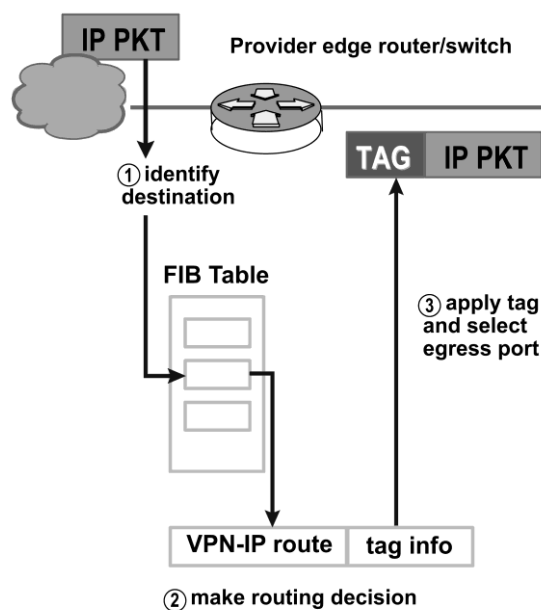 IP PKT
Provider edge router/switch
TAG IP PKT
① identify
destination
FIB Table
③ apply tag
and select
egress port
VPN-IP route tag info
② make routing decision